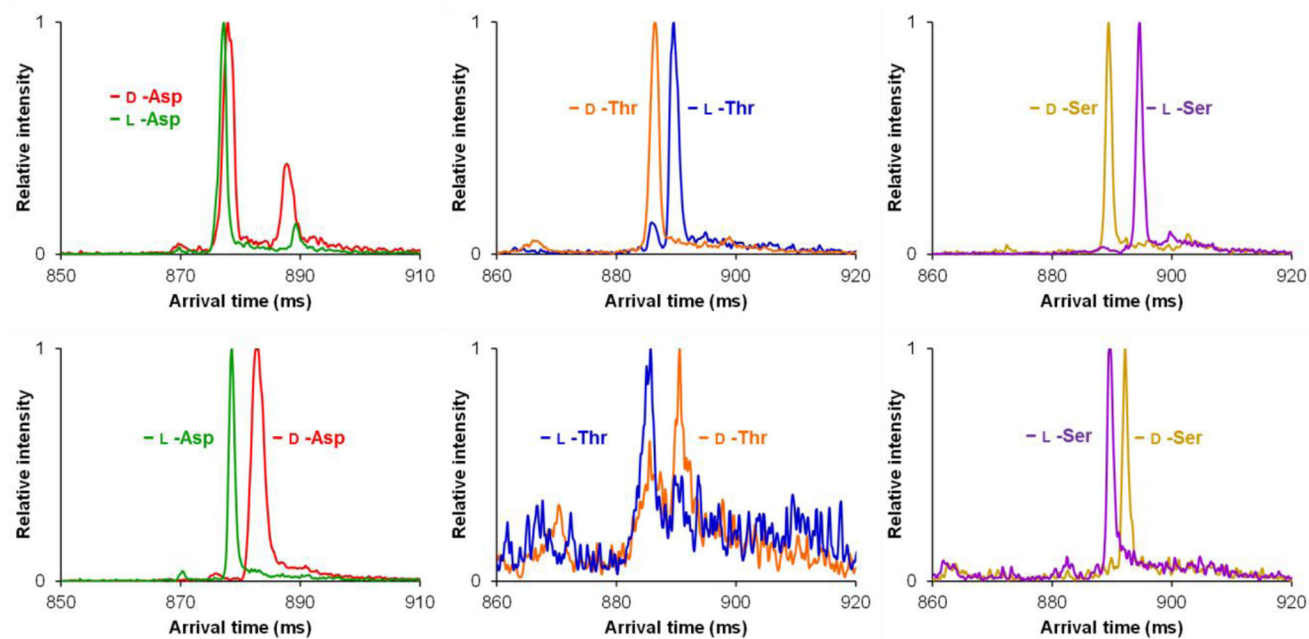 1
Relative intensity
– D -Asp
– L -Asp
0
850 870 890 910
Arrival time (ms)
1
Relative intensity
– D -Thr
– L -Thr
0
860 880 900 920
Arrival time (ms)
1
Relative intensity
– D -Ser
– L -Ser
0
860 880 900 920
Arrival time (ms)
1
Relative intensity
– L -Asp
– D -Asp
0
850 870 890 910
Arrival time (ms)
1
Relative intensity
– L -Thr
– D -Thr
0
860 880 900 920
Arrival time (ms)
1
Relative intensity
– L -Ser
– D -Ser
0
860 880 900 920
Arrival time (ms)